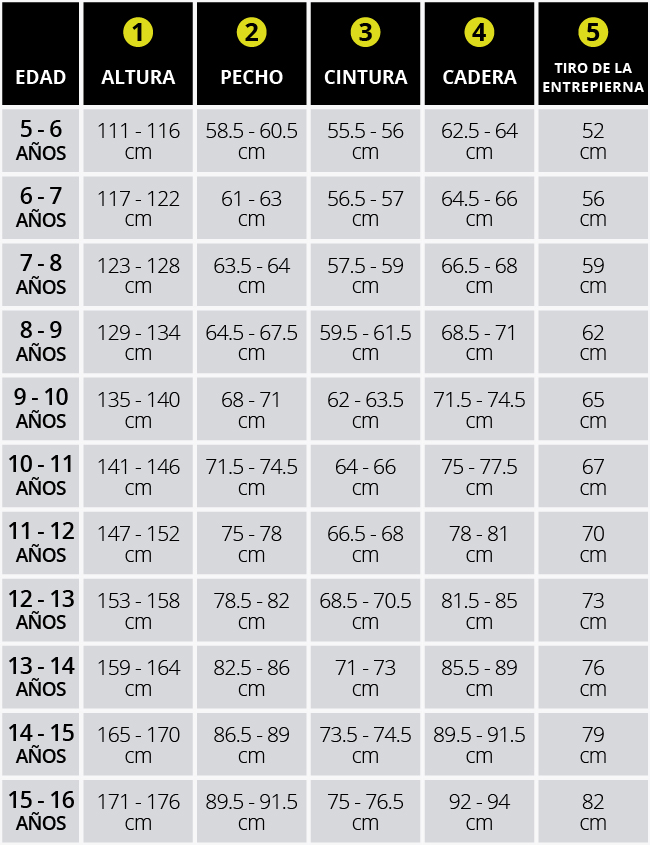 1 2 3 4 5
EDAD ALTURA PECHO CINTURA CADERA TIRO DE LA ENTREPIERNA
5 - 6 AÑOS 111 - 116 cm 58.5 - 60.5 cm 55.5 - 56 cm 62.5 - 64 cm 52 cm
6 - 7 AÑOS 117 - 122 cm 61 - 63 cm 56.5 - 57 cm 64.5 - 66 cm 56 cm
7 - 8 AÑOS 123 - 128 cm 63.5 - 64 cm 57.5 - 59 cm 66.5 - 68 cm 59 cm
8 - 9 AÑOS 129 - 134 cm 64.5 - 67.5 cm 59.5 - 61.5 cm 68.5 - 71 cm 62 cm
9 - 10 AÑOS 135 - 140 cm 68 - 71 cm 62 - 63.5 cm 71.5 - 74.5 cm 65 cm
10 - 11 AÑOS 141 - 146 cm 71.5 - 74.5 cm 64 - 66 cm 75 - 77.5 cm 67 cm
11 - 12 AÑOS 147 - 152 cm 75 - 78 cm 66.5 - 68 cm 78 - 81 cm 70 cm
12 - 13 AÑOS 153 - 158 cm 78.5 - 82 cm 68.5 - 70.5 cm 81.5 - 85 cm 73 cm
13 - 14 AÑOS 159 - 164 cm 82.5 - 86 cm 71 - 73 cm 85.5 - 89 cm 76 cm
14 - 15 AÑOS 165 - 170 cm 86.5 - 89 cm 73.5 - 74.5 cm 89.5 - 91.5 cm 79 cm
15 - 16 AÑOS 171 - 176 cm 89.5 - 91.5 cm 75 - 76.5 cm 92 - 94 cm 82 cm